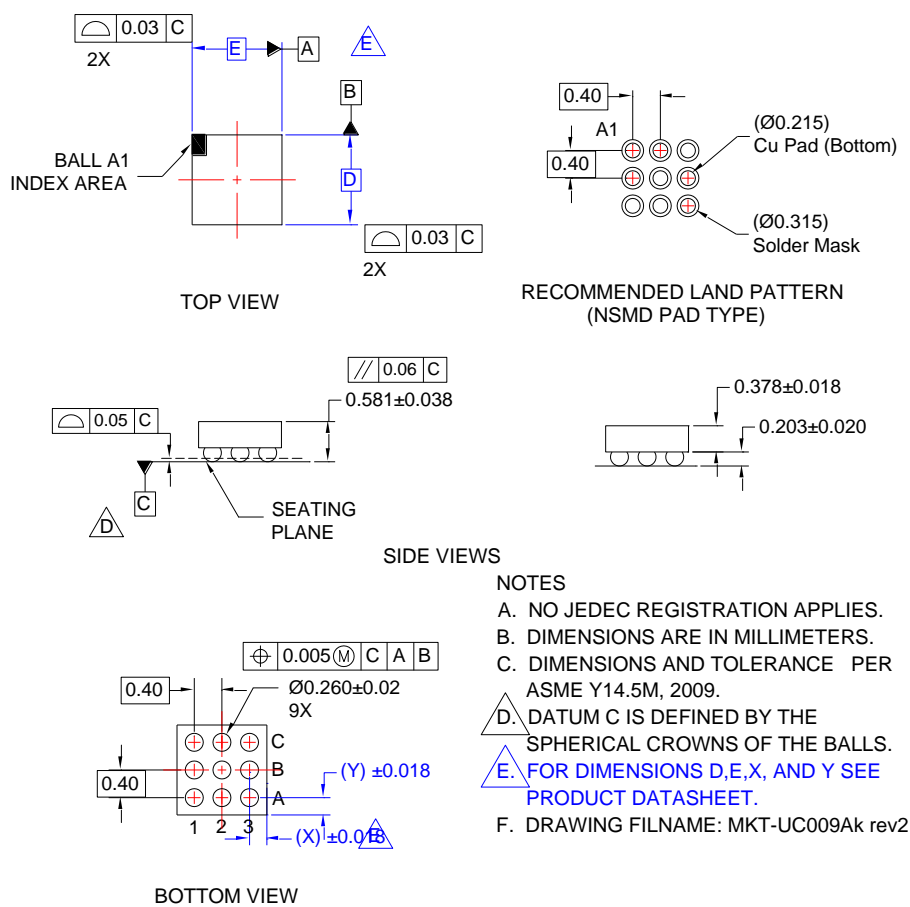 0.03 C
2X
E
A
E
B
BALL A1
INDEX AREA
D
0.03 C
2X
TOP VIEW
0.40
A1
0.40
(Ø0.215)
Cu Pad (Bottom)
(Ø0.315)
Solder Mask
RECOMMENDED LAND PATTERN
(NSMD PAD TYPE)
// 0.06 C
0.581±0.038
0.05 C
C
D
SEATING
PLANE
0.378±0.018
0.203±0.020
SIDE VIEWS
0.005Ⓜ C A B
0.40
Ø0.260±0.02
9X
C
B
A
0.40
1 2 3
(Y) ±0.018
(X) ±0.018
E
BOTTOM VIEW
NOTES
A. NO JEDEC REGISTRATION APPLIES.
B. DIMENSIONS ARE IN MILLIMETERS.
C. DIMENSIONS AND TOLERANCE PER
ASME Y14.5M, 2009.
D. DATUM C IS DEFINED BY THE
SPHERICAL CROWNS OF THE BALLS.
E. FOR DIMENSIONS D,E,X, AND Y SEE
PRODUCT DATASHEET.
F. DRAWING FILNAME: MKT-UC009Ak rev2